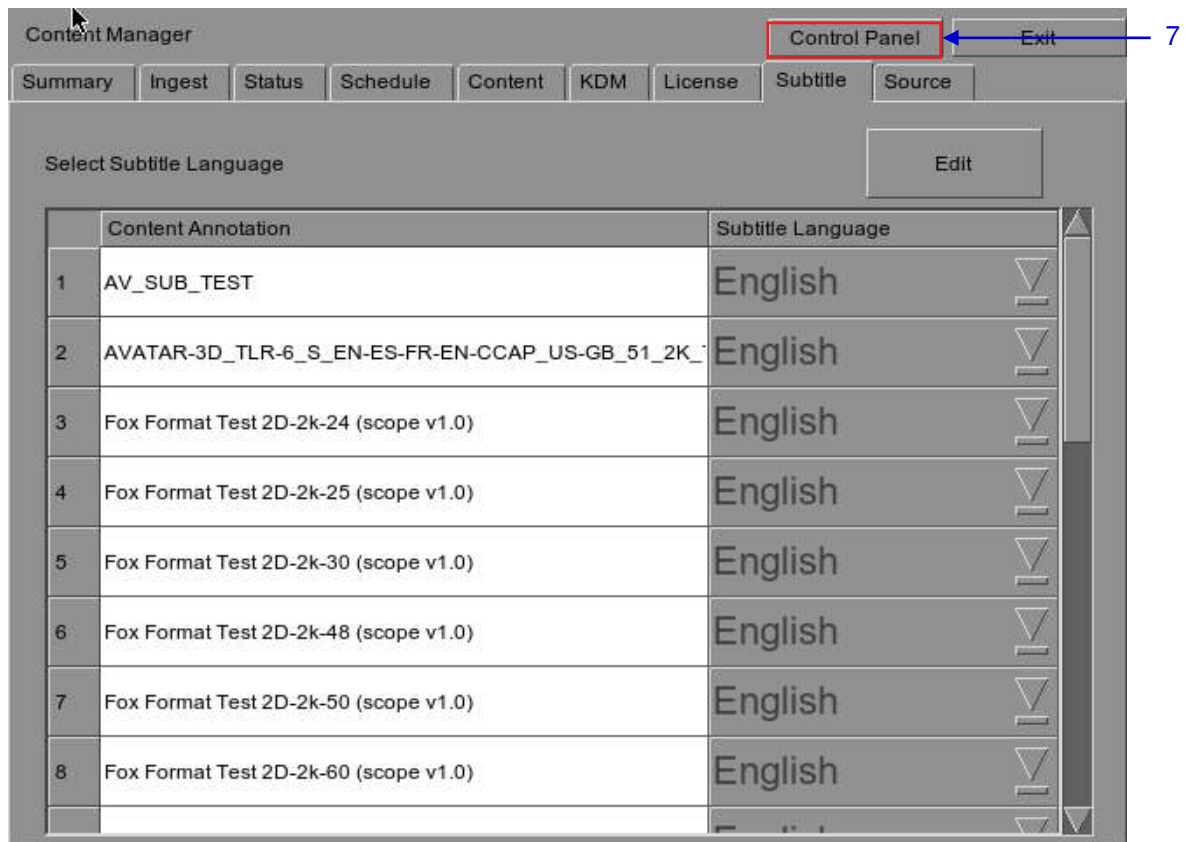 Content Manager Control Panel Exit 7
Summary Ingest Status Schedule Content KDM License Subtitle Source
Select Subtitle Language Edit
Content Annotation Subtitle Language
1 AV_SUB_TEST English
2 AVATAR-3D_TLR-6_S_EN-ES-FR-EN-CCAP_US-GB_51_2K_ English
3 Fox Format Test 2D-2k-24 (scope v1.0) English
4 Fox Format Test 2D-2k-25 (scope v1.0) English
5 Fox Format Test 2D-2k-30 (scope v1.0) English
6 Fox Format Test 2D-2k-48 (scope v1.0) English
7 Fox Format Test 2D-2k-50 (scope v1.0) English
8 Fox Format Test 2D-2k-60 (scope v1.0) English